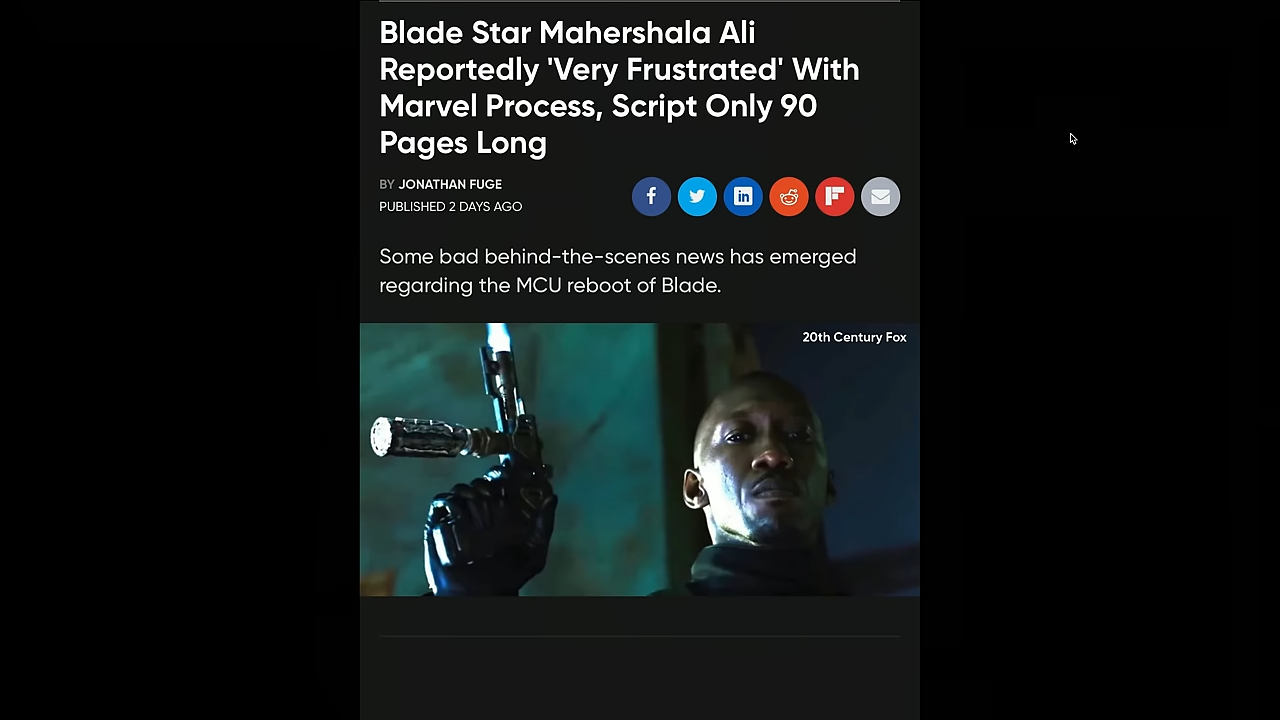 Blade Star Mahershala Ali
Reportedly 'Very Frustrated' With
Marvel Process, Script Only 90
Pages Long
BY JONATHAN FUGE
PUBLISHED 2 DAYS AGO
Some bad behind-the-scenes news has emerged
regarding the MCU reboot of Blade.
20th Century Fox